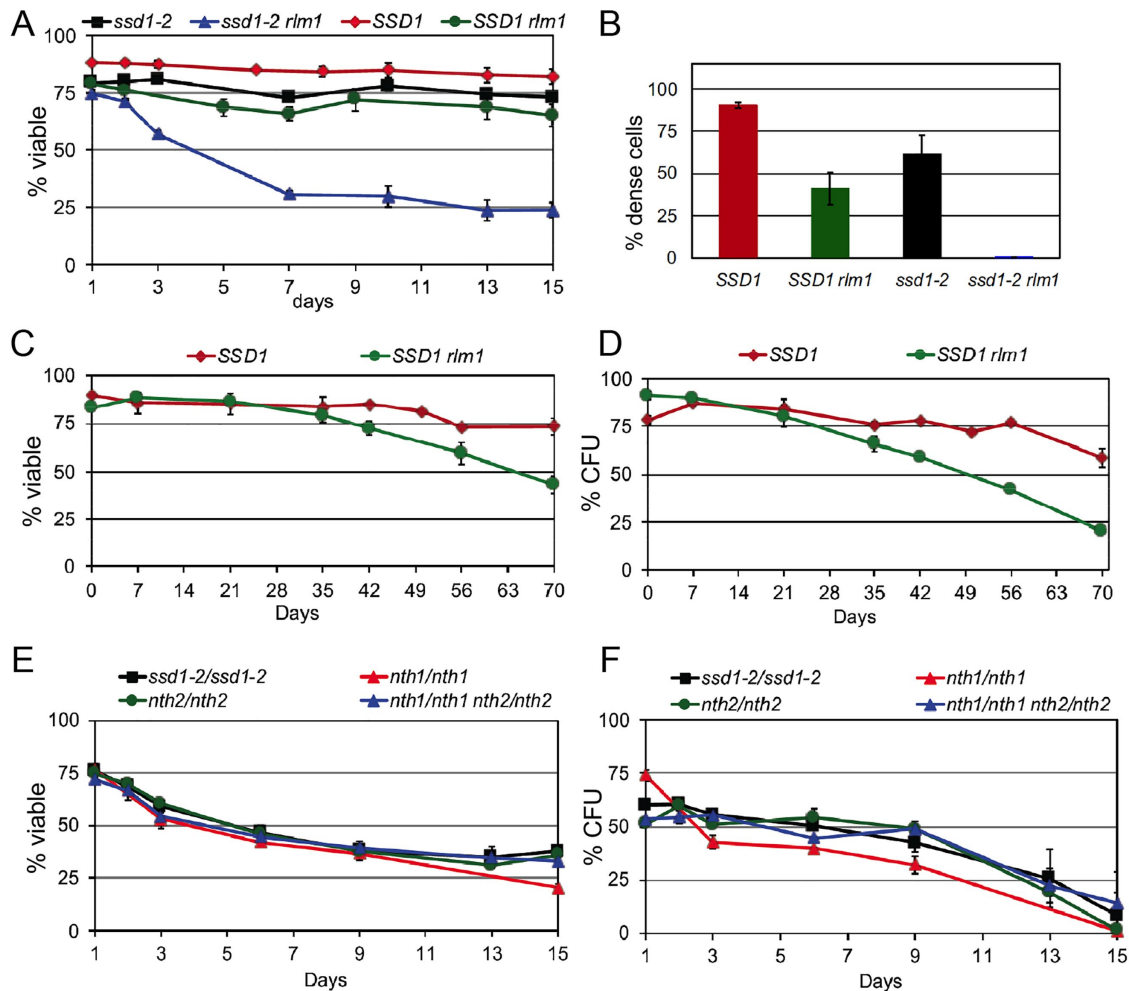 A
ssd1-2 ssd1-2 rlm1 SSD1 SSD1 rlm1
% viable
100
75
50
25
0
1 3 5 7 9 11 13 15
days
B
% dense cells
100
75
50
25
0
SSD1 SSD1 rlm1 ssd1-2 ssd1-2 rlm1
C
SSD1 SSD1 rlm1
% viable
100
75
50
25
0
0 7 14 21 28 35 42 49 56 63 70
Days
D
SSD1 SSD1 rlm1
% CFU
100
75
50
25
0
0 7 14 21 28 35 42 49 56 63 70
Days
E
ssd1-2/ssd1-2 nth1/nth1
nth2/nth2 nth1/nth1 nth2/nth2
% viable
100
75
50
25
0
1 3 5 7 9 11 13 15
Days
F
ssd1-2/ssd1-2 nth1/nth1
nth2/nth2 nth1/nth1 nth2/nth2
% CFU
100
75
50
25
0
1 3 5 7 9 11 13 15
Days